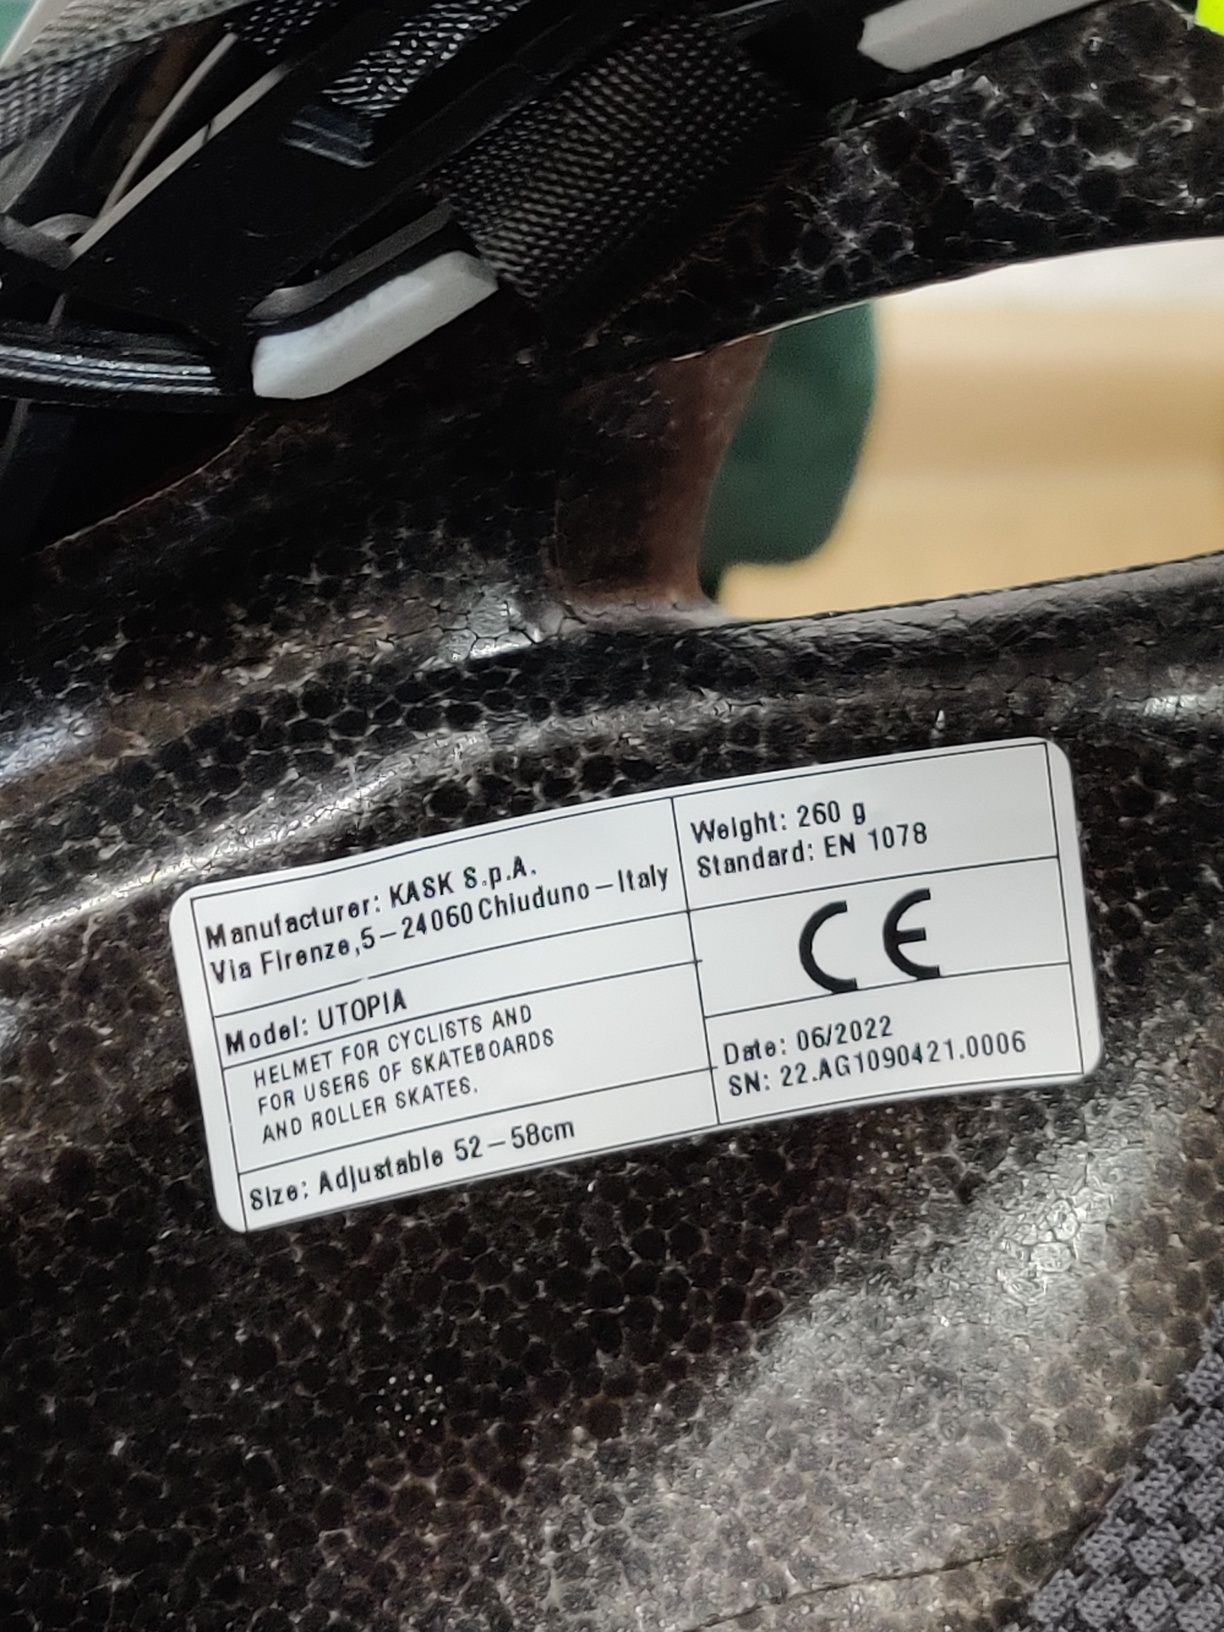 Manufacturer: KASK S.p.A.
Via Firenze,5-24060 Chiuduno-Italy
Model: UTOPIA
HELMET FOR CYCLISTS AND
FOR USERS OF SKATEBOARDS
AND ROLLER SKATES.
Size: Adjustable 52-58cm
Weight: 260 g
Standard: EN 1078
CE
Date: 06/2022
SN: 22.AG1090421.0006